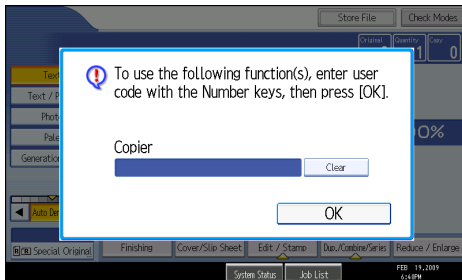 Store File
Check Modes
Original
Quantity
Copy
1
0
Text
Text / P
Phot
Pale
Generation
To use the following function(s), enter user
code with the Number keys, then press [OK].
Copier
Clear
OK
0%
Auto Den
Special Original
Finishing
Cover/Slip Sheet
Edit / Stamp
Dup./Combine/Series
Reduce / Enlarge
System Status
Job List
FEB 19,2009
6:40PM